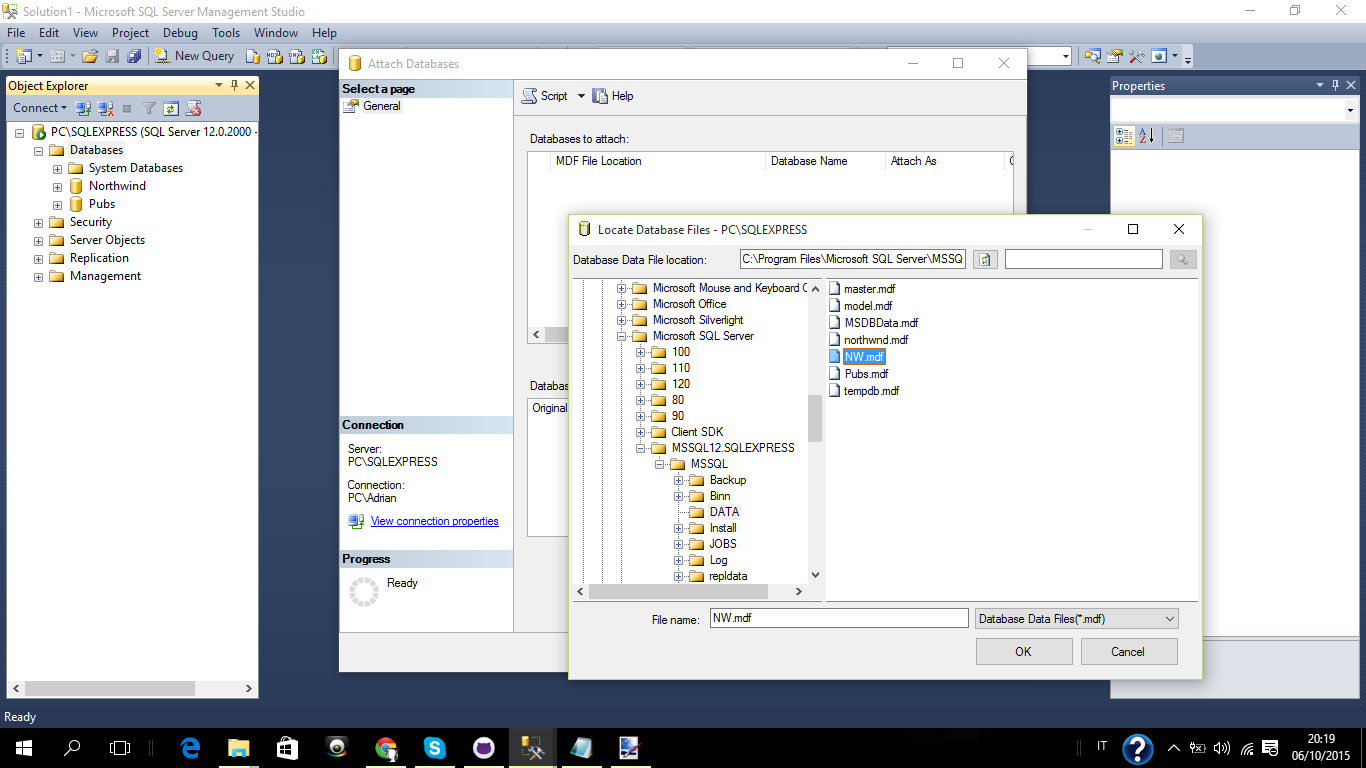 Solution1 - Microsoft SQL Server Management Studio
File Edit View Project Debug Tools Window Help
New Query
Object Explorer
Connect
PC\SQLEXPRESS (SQL Server 12.0.2000 -
Databases
System Databases
Northwind
Pubs
Security
Server Objects
Replication
Management
Attach Databases
Select a page
General
Script Help
Databases to attach:
MDF File Location Database Name Attach As
Databas
Original
Connection
Server:
PC\SQLEXPRESS
Connection:
PC\Adrian
View connection properties
Progress
Ready
Locate Database Files - PC\SQLEXPRESS
Database Data File location: C:\Program Files\Microsoft SQL Server\MSSQ
Microsoft Mouse and Keyboard C
Microsoft Office
Microsoft Silverlight
Microsoft SQL Server
100
110
120
80
90
Client SDK
MSSQL12.SQLEXPRESS
MSSQL
Backup
Binn
DATA
Install
JOBS
Log
repldata
master.mdf
model.mdf
MSDBData.mdf
northwnd.mdf
NW.mdf
Pubs.mdf
tempdb.mdf
File name: NW.mdf Database Data Files(*.mdf)
OK Cancel
Properties
Ready
IT
20:19
06/10/2015